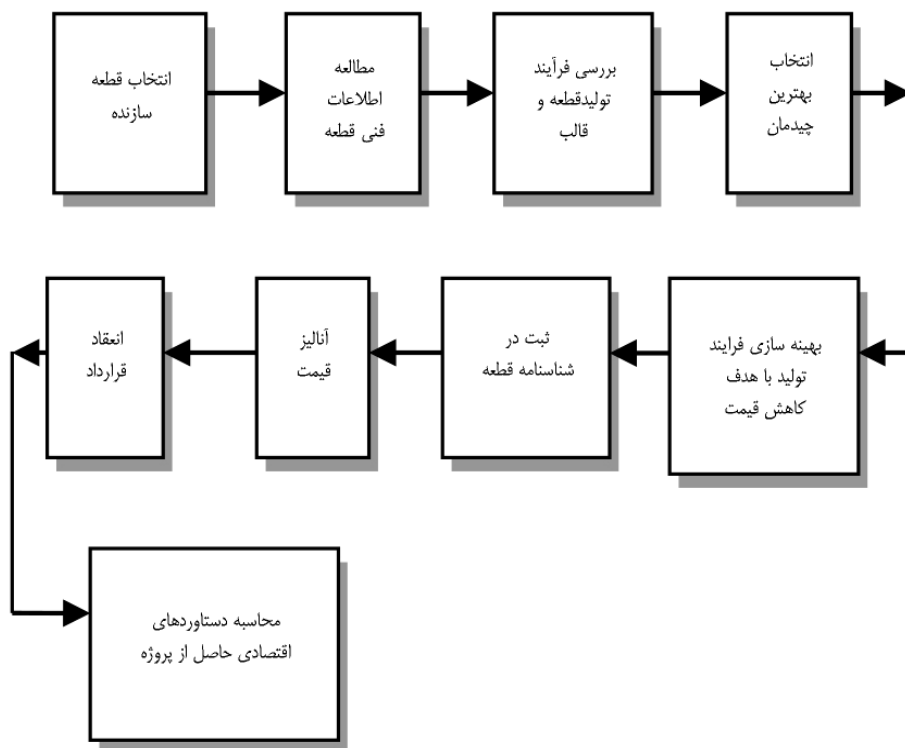 انتخاب قطعه
سازنده
مطالعه
اطلاعات
فنی قطعه
بررسی فرآیند
تولیدقطعه و
قالب
انتخاب
بهترین
چیدمان
بهینه سازی فرایند
تولید با هدف
کاهش قیمت
ثبت در
شناسنامه قطعه
آنالیز
قیمت
انعقاد
قرارداد
محاسبه دستاوردهای
اقتصادی حاصل از پروژه